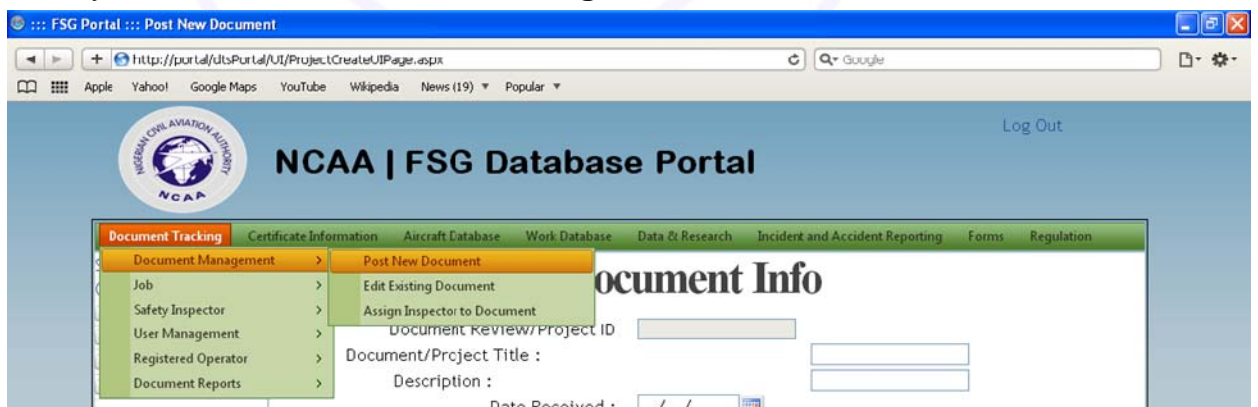 ::: FSG Portal ::: Post New Document
http://portal/dtsPortal/UI/ProjectCreateUIPage.aspx
Google
Apple Yahoo! Google Maps YouTube Wikipedia News (19) Popular
NIGERIAN CIVIL AVIATION AUTHORITY
NCAA
NCAA | FSG Database Portal
Log Out
Document Tracking Certificate Information Aircraft Database Work Database Data & Research Incident and Accident Reporting Forms Regulation
Document Management > Post New Document
Job > Edit Existing Document
Safety Inspector > Assign Inspector to Document
User Management >
Registered Operator >
Document Reports >
ocument Info
Document Review/Project ID
Document/Project Title :
Description :
Date Received : / /